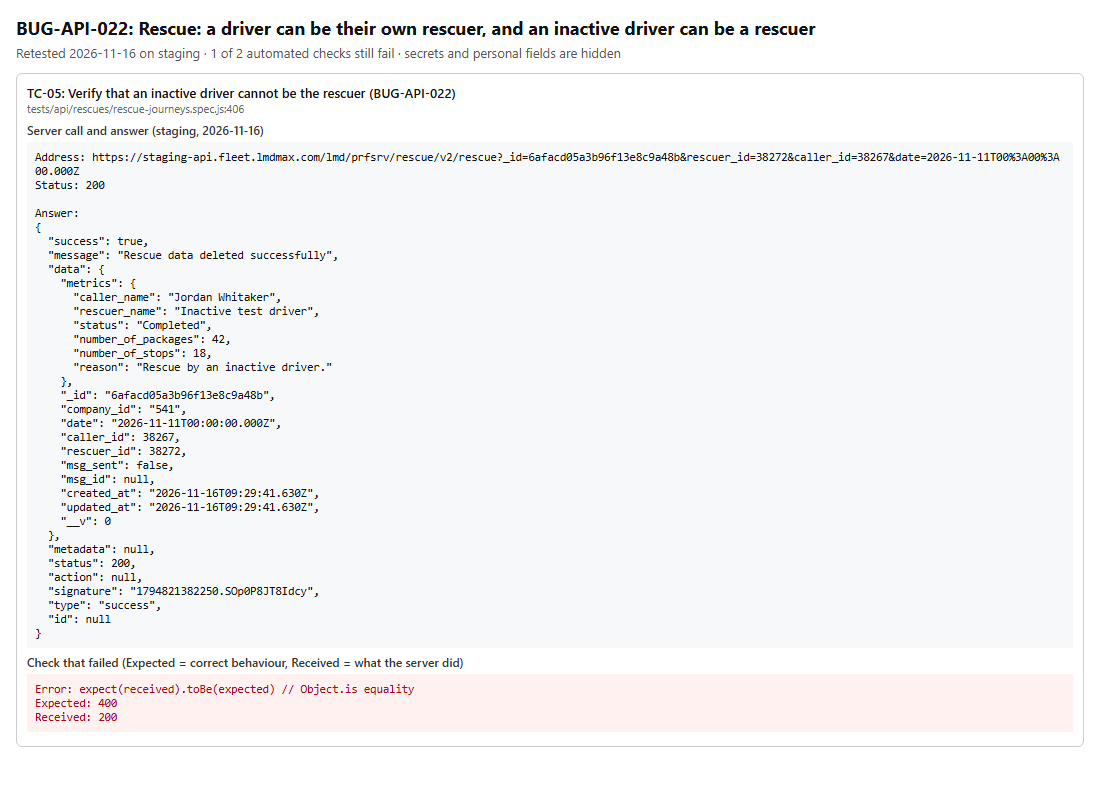 BUG-API-022: Rescue: a driver can be their own rescuer, and an inactive driver can be a rescuer
Retested 2026-11-16 on staging · 1 of 2 automated checks still fail · secrets and personal fields are hidden
TC-05: Verify that an inactive driver cannot be the rescuer (BUG-API-022)
tests/api/rescues/rescue-journeys.spec.js:406
Server call and answer (staging, 2026-11-16)
Address: https://staging-api.fleet.lmdmax.com/lmd/prfsrv/rescue/v2/rescue?_id=6afacd05a3b96f13e8c9a48b&rescuer_id=38272&caller_id=38267&date=2026-11-11T00%3A00%3A
00.000Z
Status: 200
Answer:
{
  "success": true,
  "message": "Rescue data deleted successfully",
  "data": {
    "metrics": {
      "caller_name": "Jordan Whitaker",
      "rescuer_name": "Inactive test driver",
      "status": "Completed",
      "number_of_packages": 42,
      "number_of_stops": 18,
      "reason": "Rescue by an inactive driver."
    },
    "_id": "6afacd05a3b96f13e8c9a48b",
    "company_id": "541",
    "date": "2026-11-11T00:00:00.000Z",
    "caller_id": 38267,
    "rescuer_id": 38272,
    "msg_sent": false,
    "msg_id": null,
    "created_at": "2026-11-16T09:29:41.630Z",
    "updated_at": "2026-11-16T09:29:41.630Z",
    "__v": 0
  },
  "metadata": null,
  "status": 200,
  "action": null,
  "signature": "1794821382250.SOp0P8JT8Idcy",
  "type": "success",
  "id": null
}
Check that failed (Expected = correct behaviour, Received = what the server did)
Error: expect(received).toBe(expected) // Object.is equality
Expected: 400
Received: 200